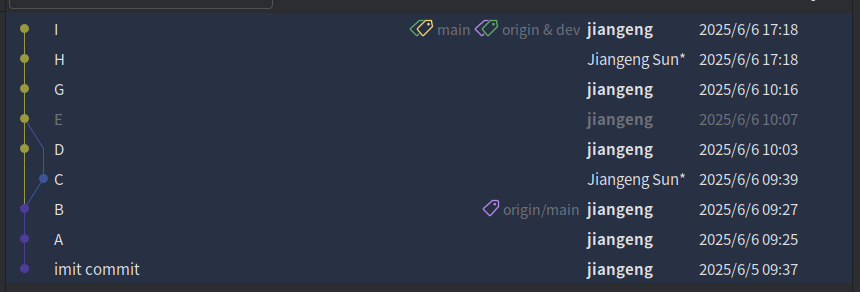 I main origin & dev jiangeng 2025/6/6 17:18
H Jiangeng Sun* 2025/6/6 17:18
G jiangeng 2025/6/6 10:16
E jiangeng 2025/6/6 10:07
D jiangeng 2025/6/6 10:03
C Jiangeng Sun* 2025/6/6 09:39
B origin/main jiangeng 2025/6/6 09:27
A jiangeng 2025/6/6 09:25
imit commit jiangeng 2025/6/5 09:37